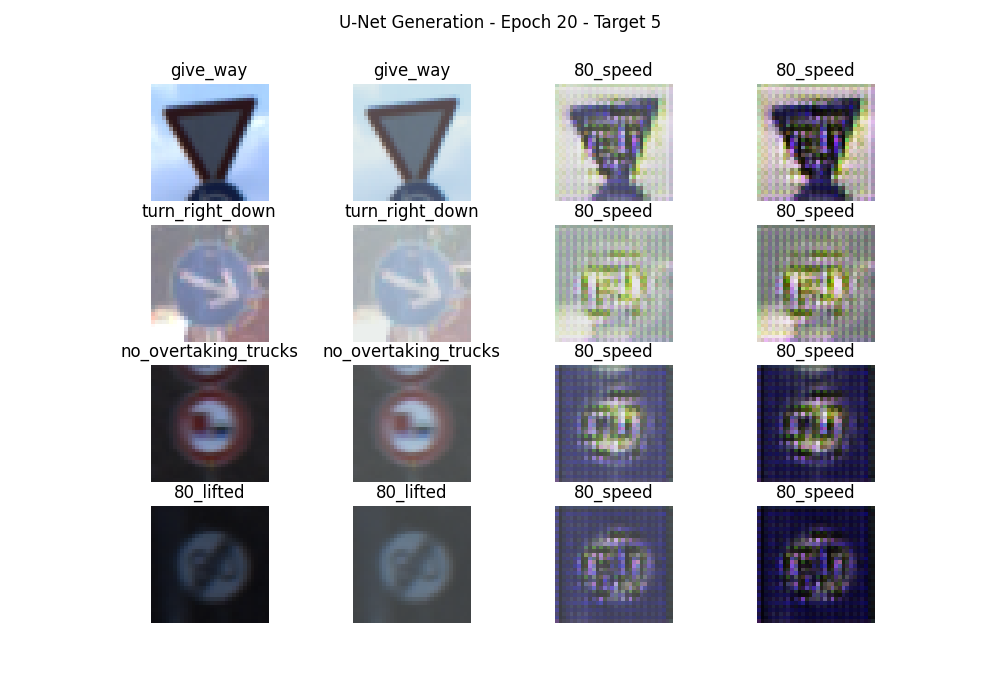 U-Net Generation - Epoch 20 - Target 5
give_way give_way 80_speed 80_speed
turn_right_down turn_right_down 80_speed 80_speed
no_overtaking_trucks no_overtaking_trucks 80_speed 80_speed
80_lifted 80_lifted 80_speed 80_speed